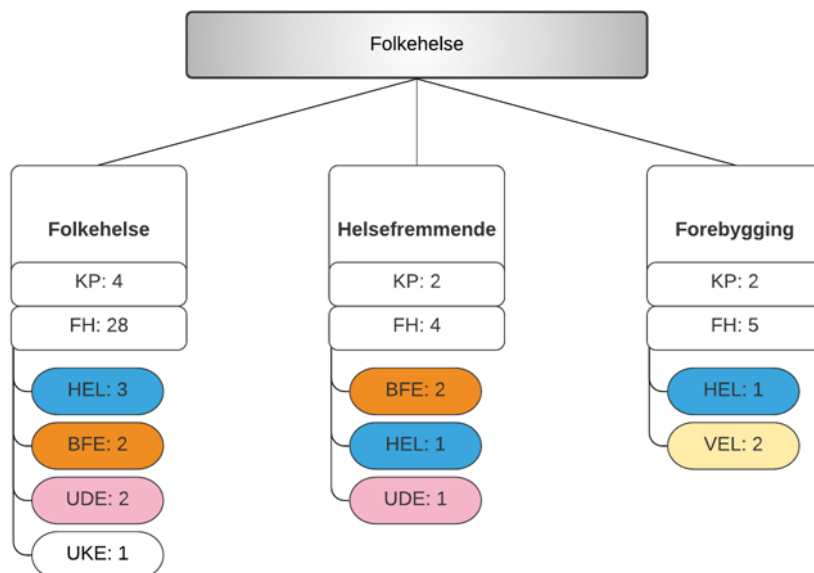 Folkehelse
Folkehelse
KP: 4
FH: 28
HEL: 3
BFE: 2
UDE: 2
UKE: 1
Helsefremmende
KP: 2
FH: 4
BFE: 2
HEL: 1
UDE: 1
Forebygging
KP: 2
FH: 5
HEL: 1
VEL: 2